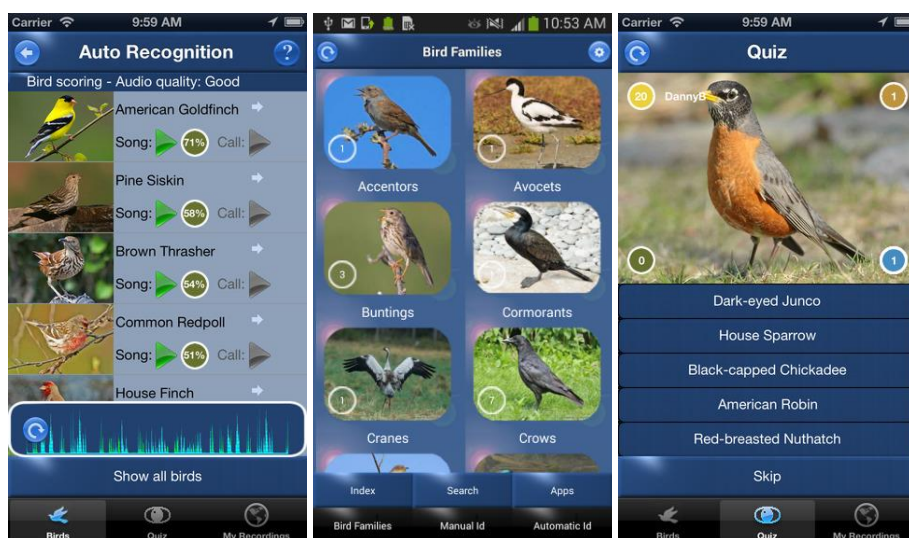 Carrier 9:59 AM
Auto Recognition ?
Bird scoring - Audio quality: Good
American Goldfinch
Song: 71% Call:
Pine Siskin
Song: 58% Call:
Brown Thrasher
Song: 54% Call:
Common Redpoll
Song: 51% Call:
House Finch
Show all birds
Birds Quiz My Recordings
10:53 AM
Bird Families
1 1
Accentors Avocets
3
Buntings Cormorants
1 7
Cranes Crows
Index Search Apps
Bird Families Manual Id Automatic Id
Carrier 9:59 AM
Quiz
20 DannyB 1
0 1
Dark-eyed Junco
House Sparrow
Black-capped Chickadee
American Robin
Red-breasted Nuthatch
Skip
Birds Quiz My Recordings